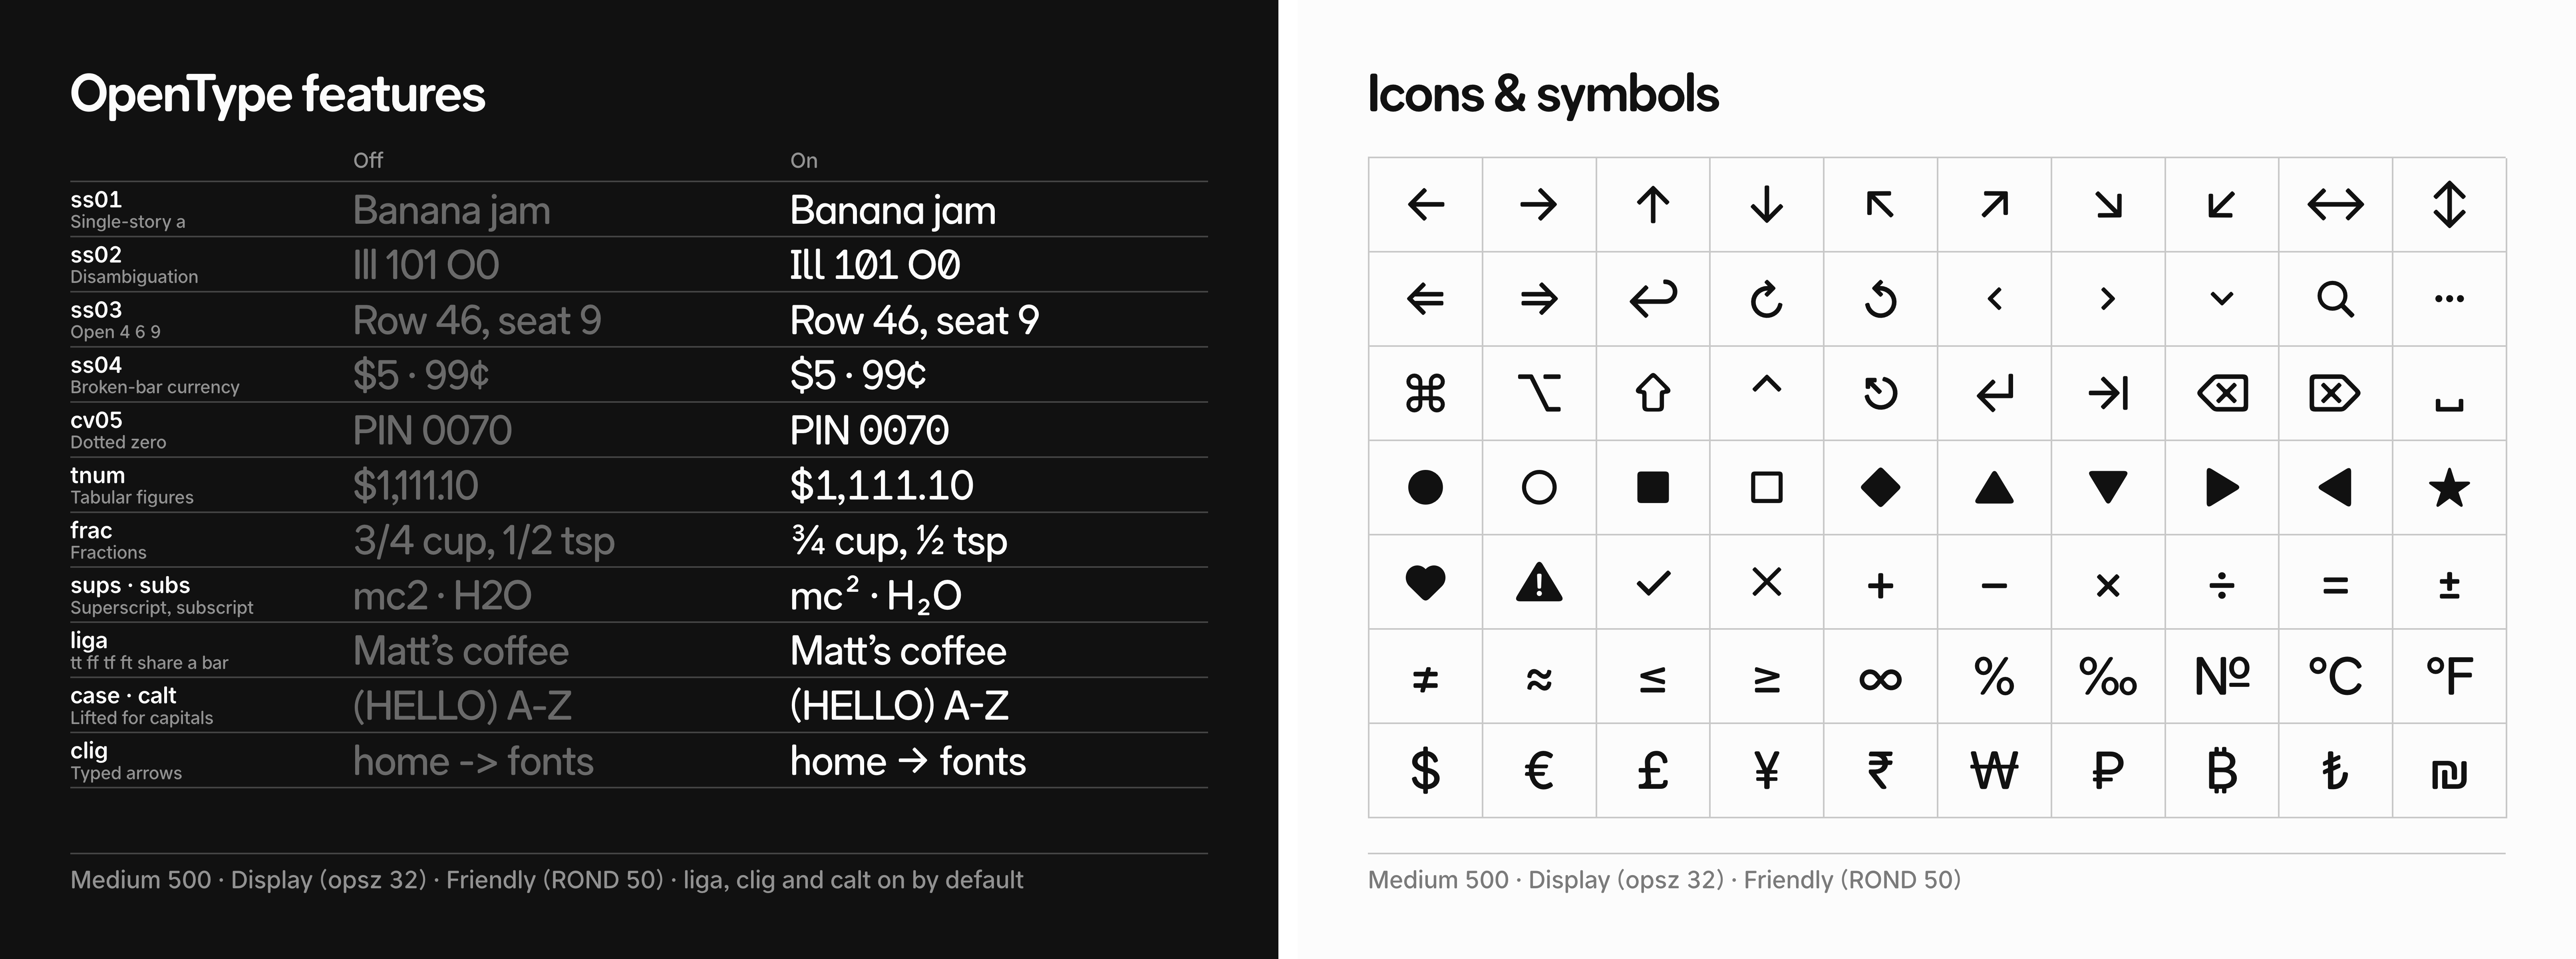 OpenType features
Off On
ss01 Banana jam Banana jam
Single-story a
ss02 Ill 101 O0 Ill 101 O0
Disambiguation
ss03 Row 46, seat 9 Row 46, seat 9
Open 4 6 9
ss04 $5 · 99¢ $5 · 99¢
Broken-bar currency
cv05 PIN 0070 PIN 0070
Dotted zero
tnum $1,111.10 $1,111.10
Tabular figures
frac 3/4 cup, 1/2 tsp ¾ cup, ½ tsp
Fractions
sups · subs mc2 · H2O mc² · H₂O
Superscript, subscript
liga Matt’s coffee Matt’s coffee
tt ff tf ft share a bar
case · calt (HELLO) A-Z (HELLO) A-Z
Lifted for capitals
clig home -> fonts home → fonts
Typed arrows
Medium 500 · Display (opsz 32) · Friendly (ROND 50) · liga, clig and calt on by default
Icons & symbols
← → ↑ ↓ ↖ ↗ ↘ ↙ ↔ ↕
⇐ ⇒ ↩ ↻ ↺ ‹ › ⌄ 🔍 ⋯
⌘ ⌥ ⇧ ⌃ ⎋ ↵ ⇥ ⌫ ⌦ ⎵
● ○ ■ □ ◆ ▲ ▼ ▶ ◀ ★
♥ ⚠ ✓ ✕ + − × ÷ = ±
≠ ≈ ≤ ≥ ∞ % ‰ № °C °F
$ € £ ¥ ₹ ₩ ₽ ₿ ₺ ₪
Medium 500 · Display (opsz 32) · Friendly (ROND 50)